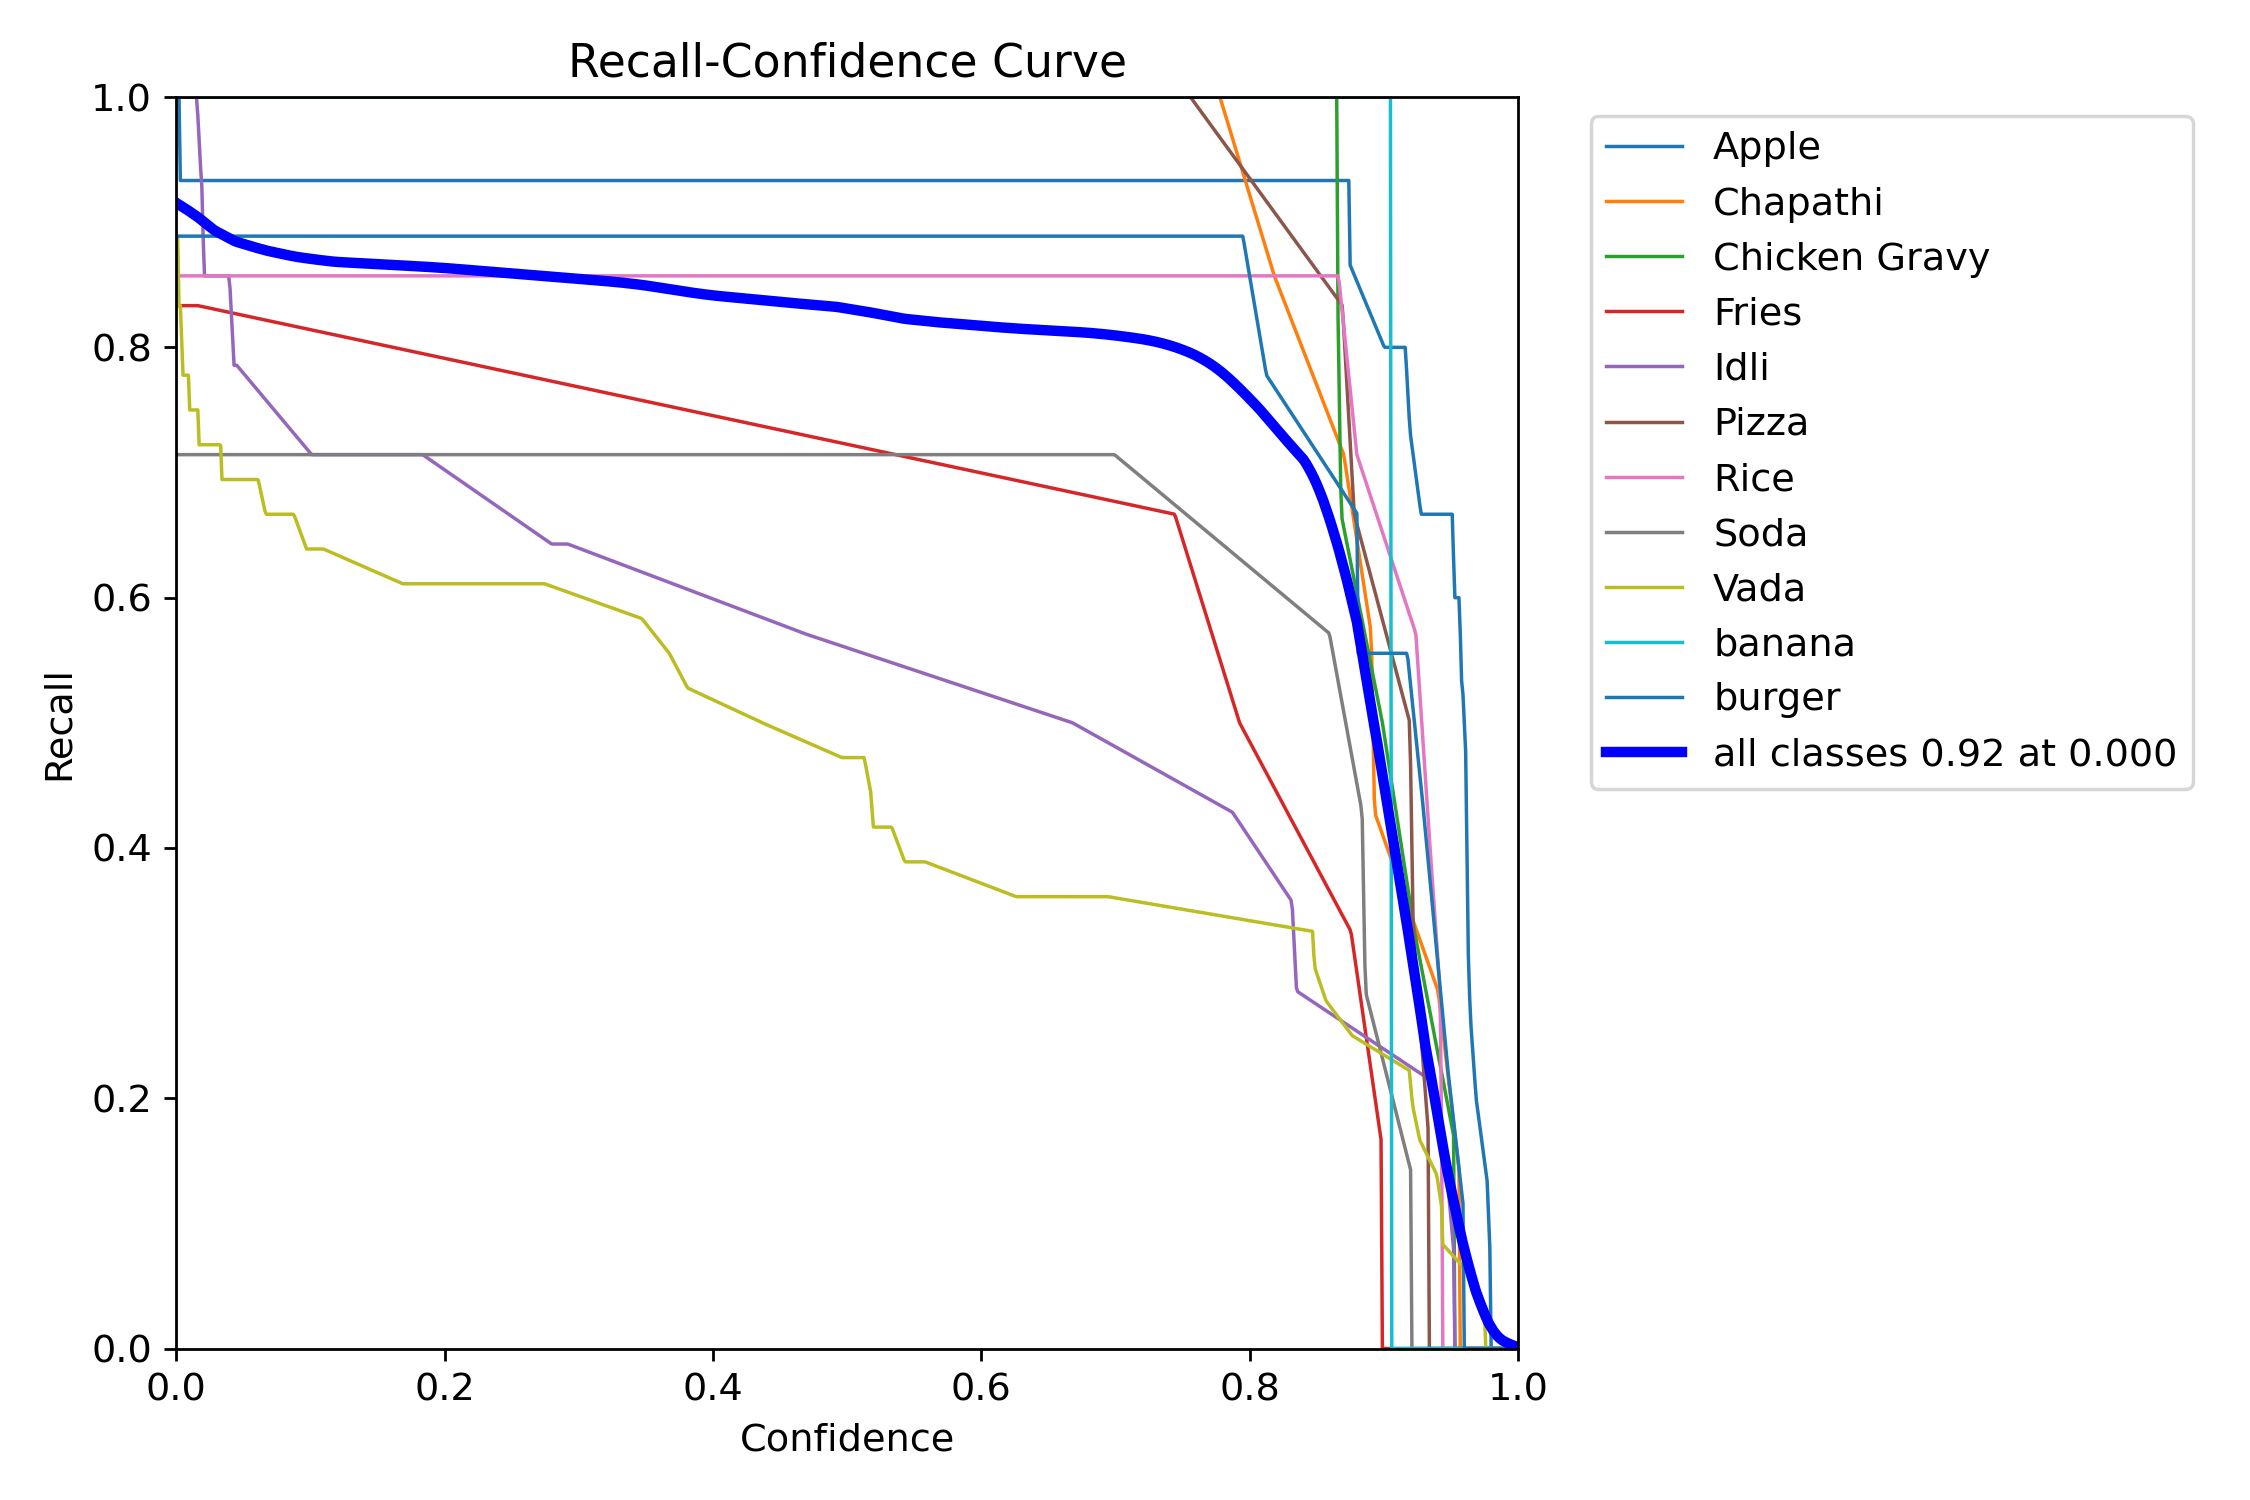 Recall-Confidence Curve
1.0
0.8
0.6
0.4
0.2
0.0
Recall
0.0 0.2 0.4 0.6 0.8 1.0
Confidence
Apple
Chapathi
Chicken Gravy
Fries
Idli
Pizza
Rice
Soda
Vada
banana
burger
all classes 0.92 at 0.000